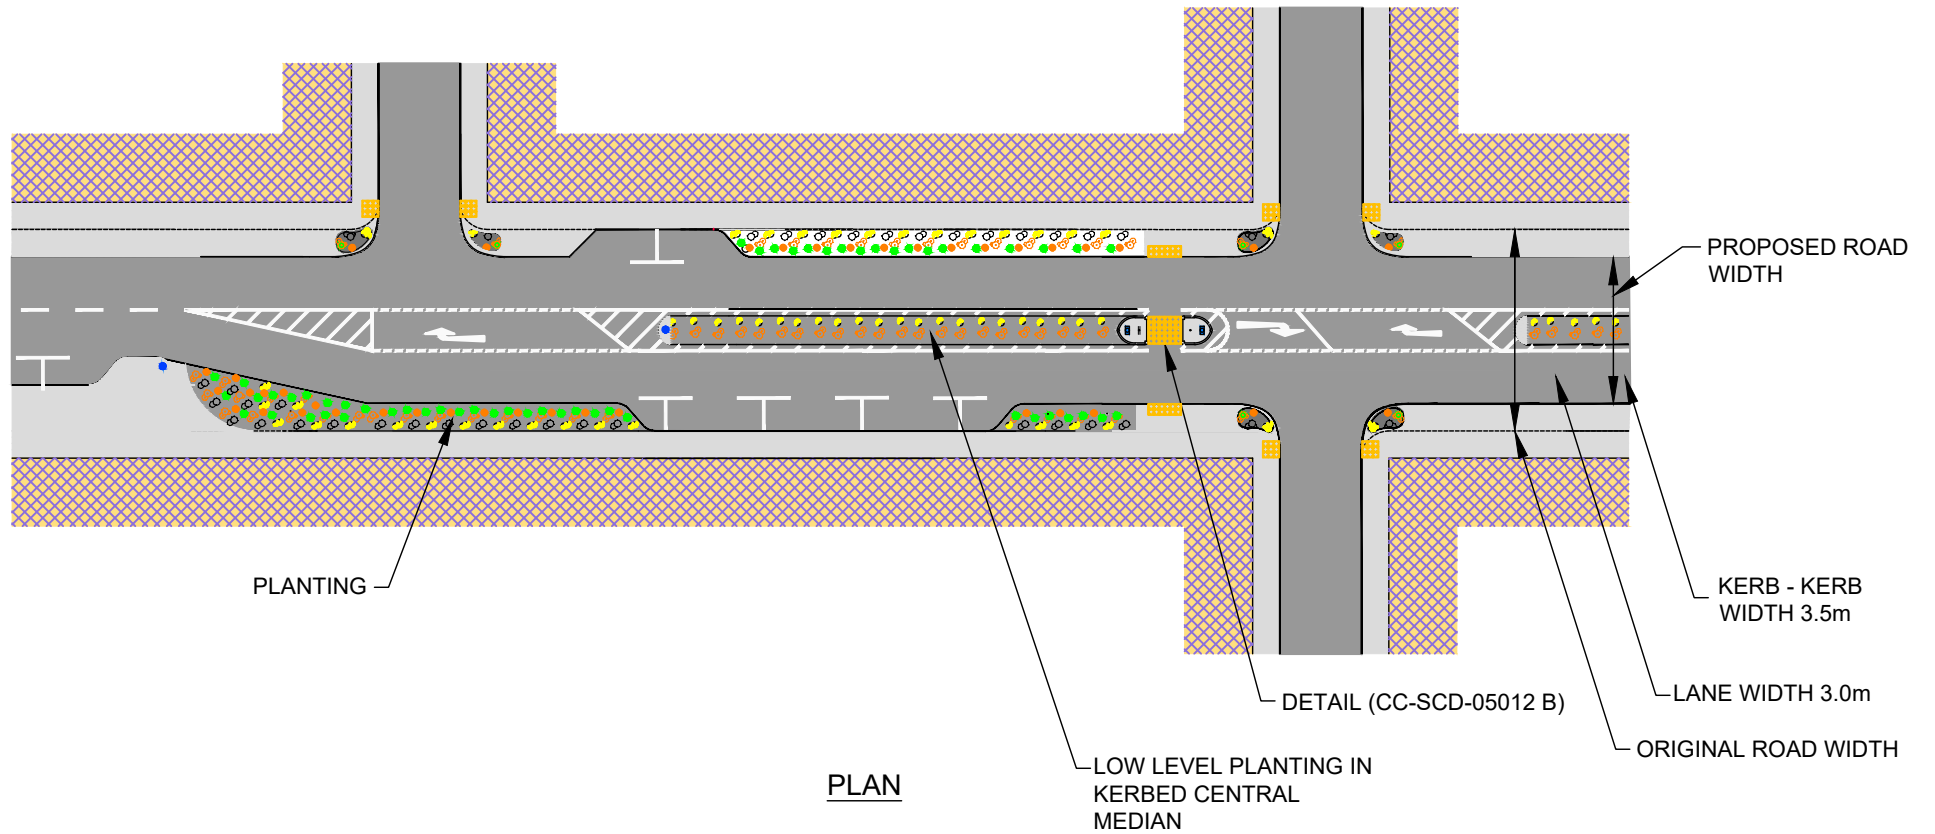 PROPOSED ROAD
WIDTH
PLANTING
KERB - KERB
WIDTH 3.5m
LANE WIDTH 3.0m
DETAIL (CC-SCD-05012 B)
ORIGINAL ROAD WIDTH
LOW LEVEL PLANTING IN
KERBED CENTRAL
MEDIAN
PLAN